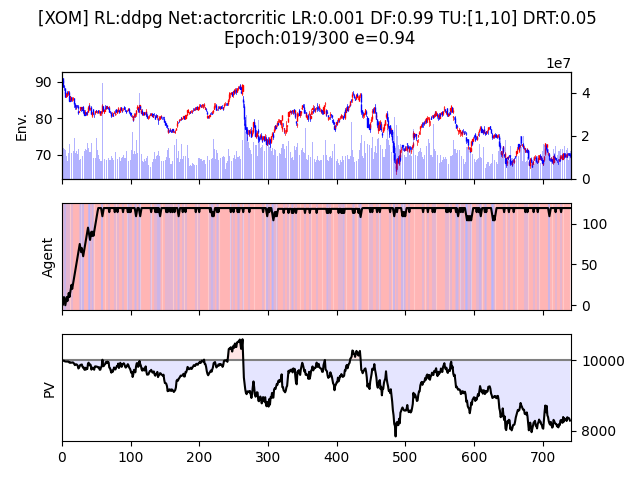 [XOM] RL:ddpg Net:actorcritic LR:0.001 DF:0.99 TU:[1,10] DRT:0.05
Epoch:019/300 e=0.94
1e7
90
80
70
Env.
4
2
0
Agent
100
50
0
PV
10000
8000
0 100 200 300 400 500 600 700